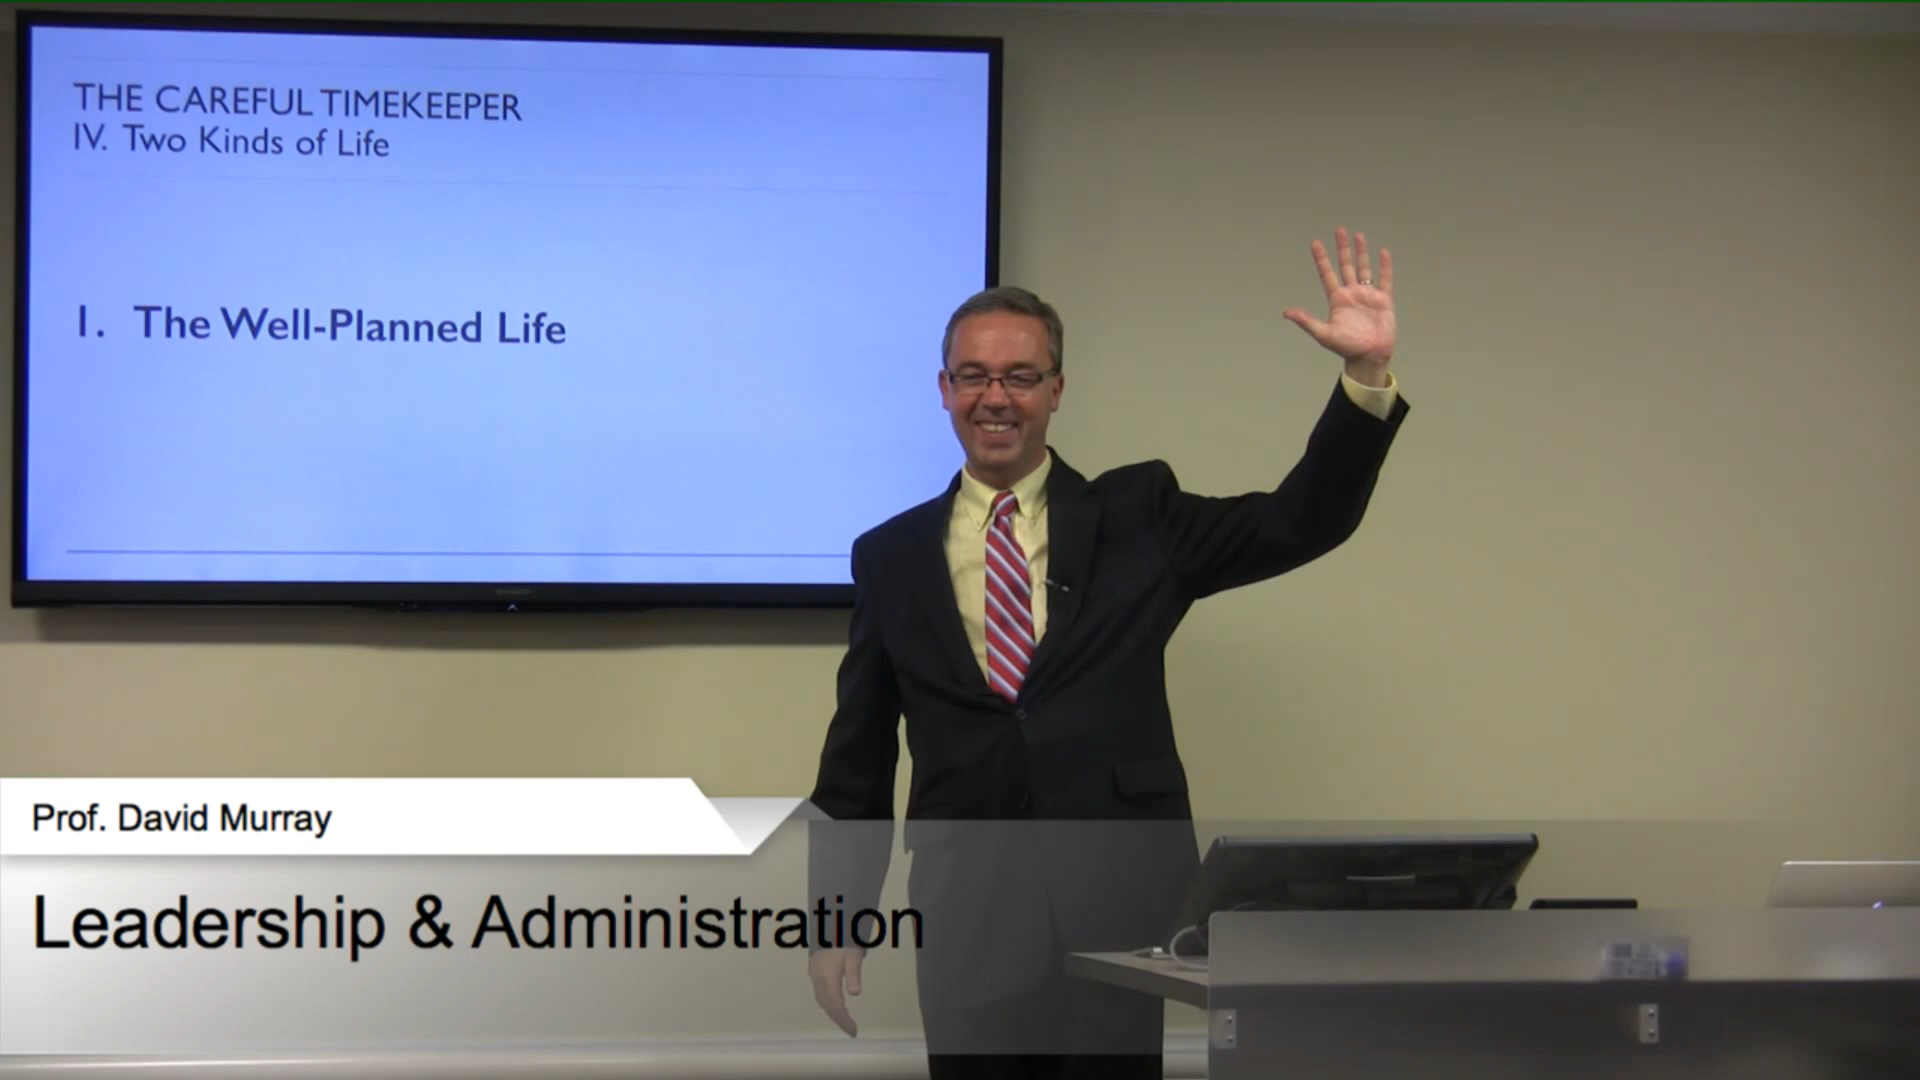 THE CAREFUL TIMEKEEPER
IV. Two Kinds of Life
1. The Well-Planned Life
Prof. David Murray
Leadership & Administration